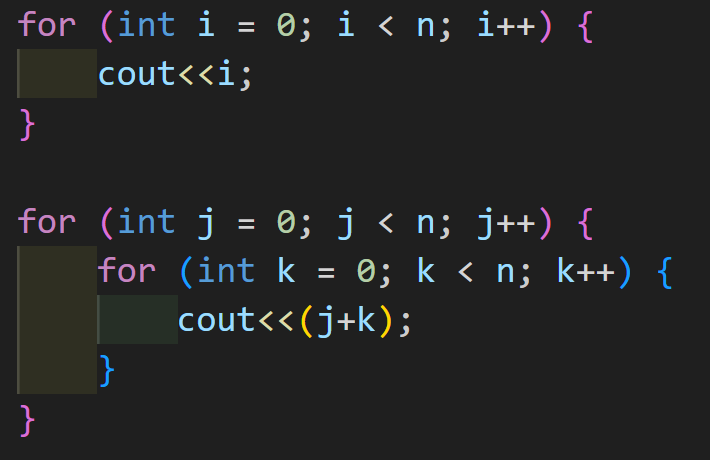 for (int i = 0; i < n; i++) {
    cout<<i;
}

for (int j = 0; j < n; j++) {
    for (int k = 0; k < n; k++) {
        cout<<(j+k);
    }
}